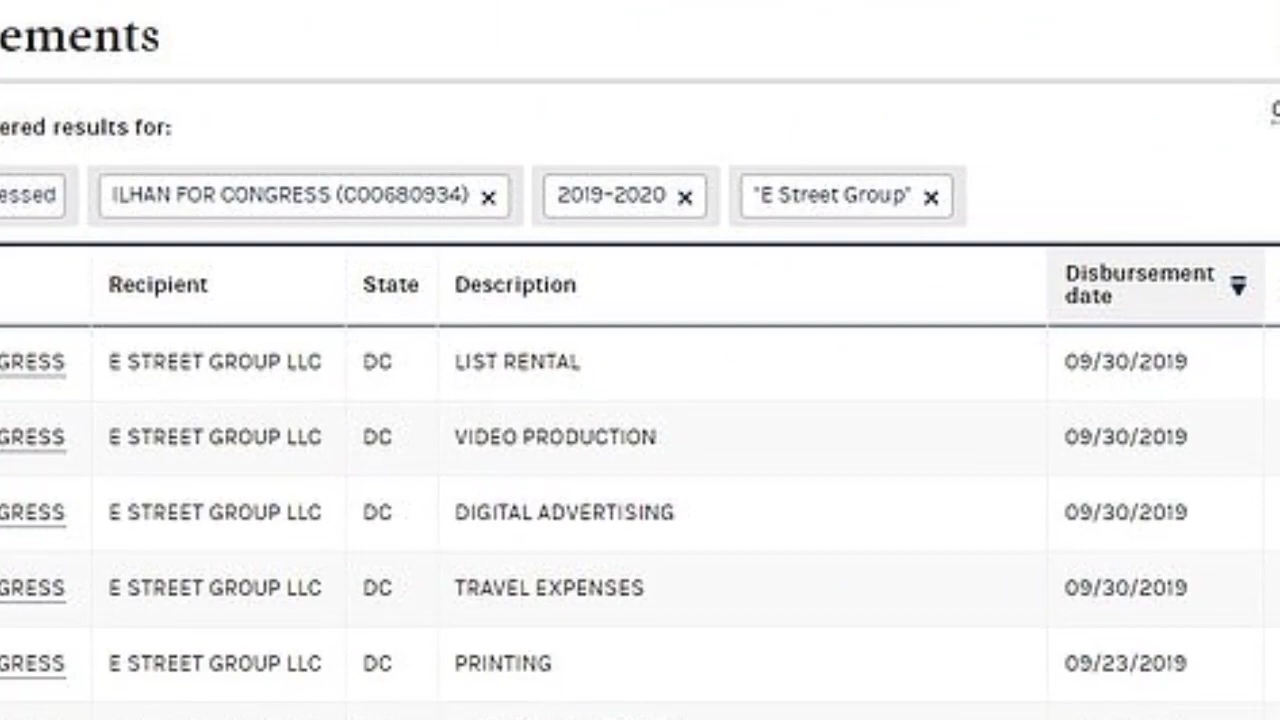 ements
ered results for:
essed ILHAN FOR CONGRESS (C00680934) × 2019-2020 × "E Street Group" ×
Recipient State Description Disbursement date
GRESS E STREET GROUP LLC DC LIST RENTAL 09/30/2019
GRESS E STREET GROUP LLC DC VIDEO PRODUCTION 09/30/2019
GRESS E STREET GROUP LLC DC DIGITAL ADVERTISING 09/30/2019
GRESS E STREET GROUP LLC DC TRAVEL EXPENSES 09/30/2019
GRESS E STREET GROUP LLC DC PRINTING 09/23/2019